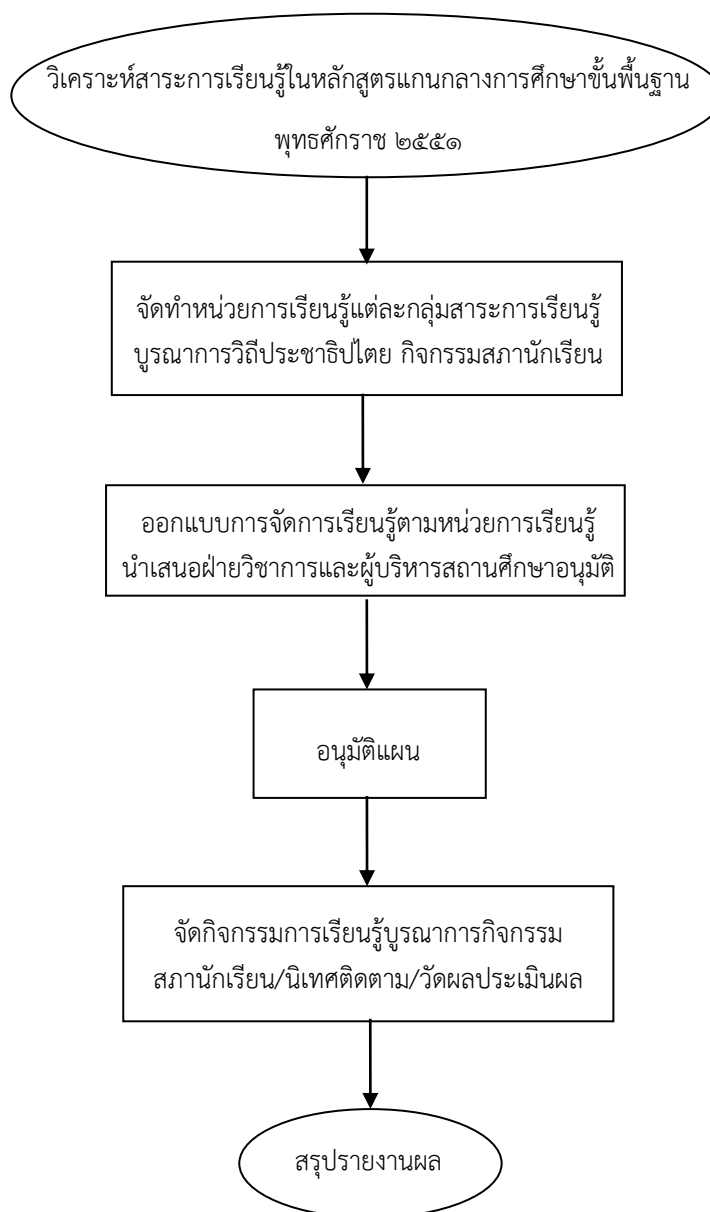 วิเคราะห์สาระการเรียนรู้ในหลักสูตรแกนกลางการศึกษาขั้นพื้นฐาน
พุทธศักราช ๒๕๕๑
จัดทำหน่วยการเรียนรู้แต่ละกลุ่มสาระการเรียนรู้
บูรณาการวิถีประชาธิปไตย กิจกรรมสภานักเรียน
ออกแบบการจัดการเรียนรู้ตามหน่วยการเรียนรู้
นำเสนอฝ่ายวิชาการและผู้บริหารสถานศึกษาอนุมัติ
อนุมัติแผน
จัดกิจกรรมการเรียนรู้บูรณาการกิจกรรม
สภานักเรียน/นิเทศติดตาม/วัดผลประเมินผล
สรุปรายงานผล